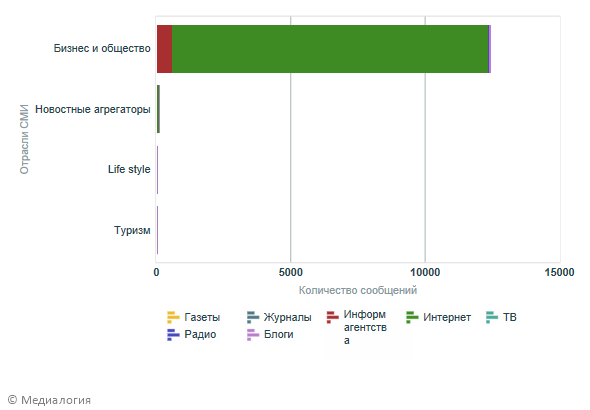 Отрасли СМИ
Бизнес и общество
Новостные агрегаторы
Life style
Туризм
0 5000 10000 15000
Количество сообщений
Газеты Журналы Информ Интернет ТВ
агентств
а
Радио Блоги
© Медиалогия